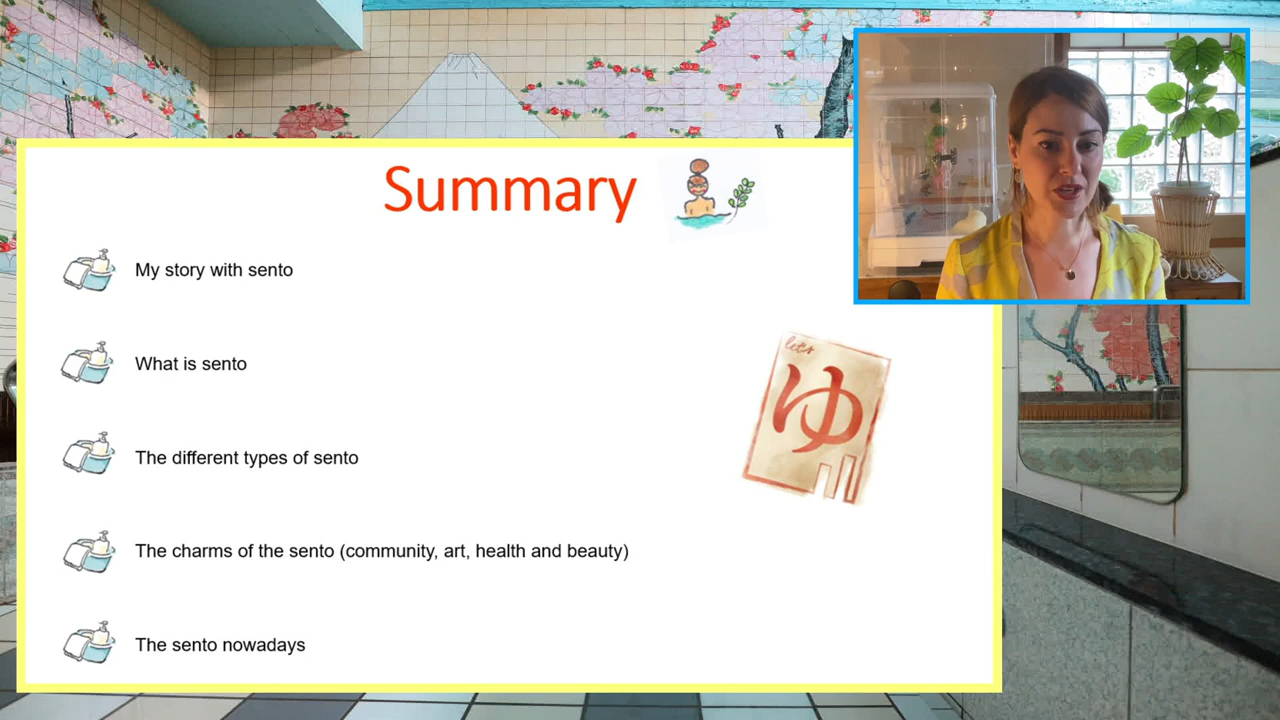 Summary
My story with sento
What is sento
The different types of sento
The charms of the sento (community, art, health and beauty)
The sento nowadays
let's
ゆ